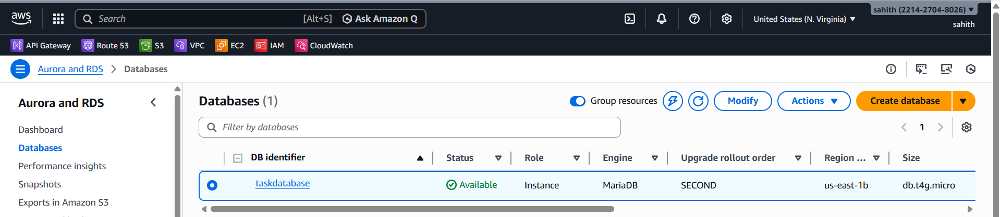 aws
Search [Alt+S] Ask Amazon Q
United States (N. Virginia)
sahith (2214-2704-8026)
sahith
API Gateway Route 53 S3 VPC EC2 IAM CloudWatch
Aurora and RDS Databases
Aurora and RDS
Dashboard
Databases
Performance insights
Snapshots
Exports in Amazon S3
Databases (1)
Group resources Modify Actions Create database
Filter by databases
1
DB identifier Status Role Engine Upgrade rollout order Region ... Size
taskdatabase Available Instance MariaDB SECOND us-east-1b db.t4g.micro